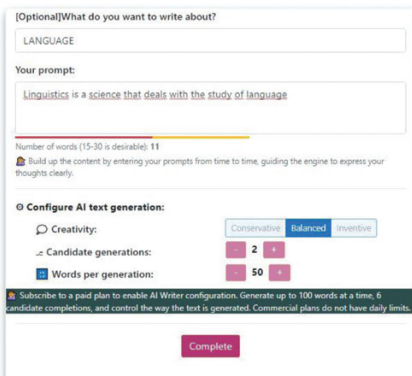 [Optional]What do you want to write about?
LANGUAGE
Your prompt:
Linguistics is a science that deals with the study of language
Number of words (15-30 is desirable): 11
Build up the content by entering your prompts from time to time, guiding the engine to express your
thoughts clearly.
Configure AI text generation:
Creativity: Conservative Balanced Inventive
Candidate generations: - 2 +
Words per generation: - 50 +
Subscribe to a paid plan to enable AI Writer configuration. Generate up to 100 words at a time, 6
candidate completions, and control the way the text is generated. Commercial plans do not have daily limits.
Complete